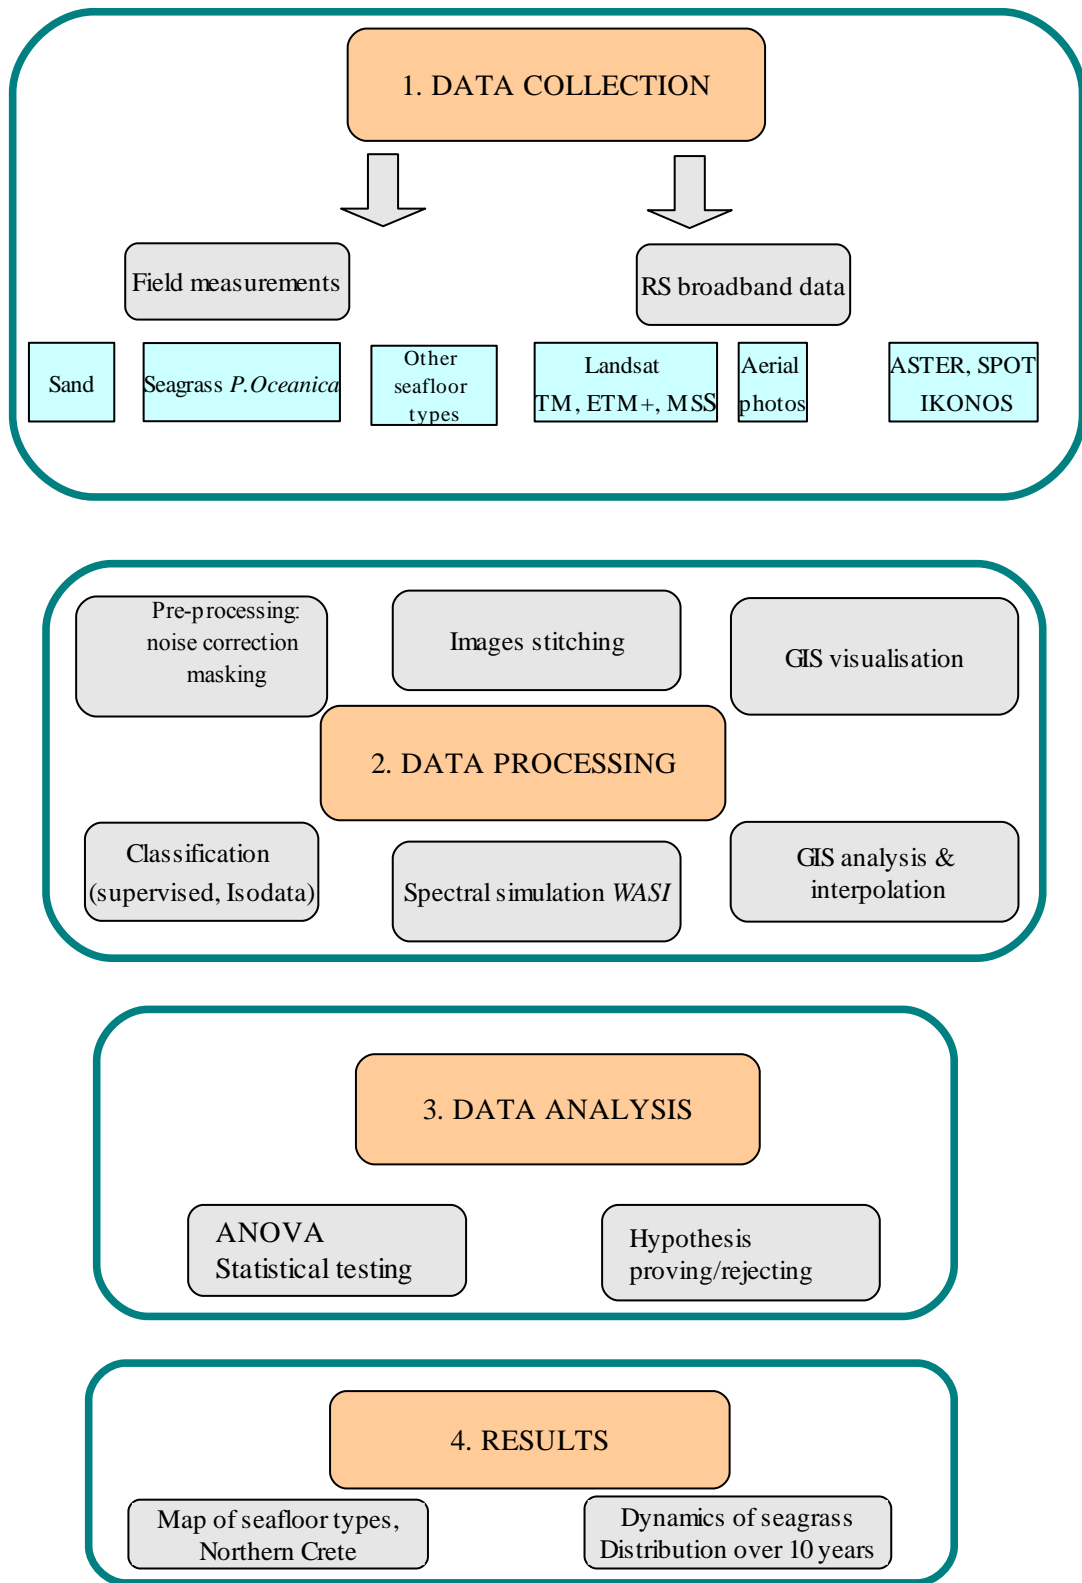 1. DATA COLLECTION
Field measurements
RS broadband data
Sand
Seagrass P.Oceanica
Other
seafloor
types
Landsat
TM, ETM+, MSS
Aerial
photos
ASTER, SPOT
IKONOS
Pre-processing:
noise correction
masking
Images stitching
GIS visualisation
2. DATA PROCESSING
Classification
(supervised, Isodata)
Spectral simulation WASI
GIS analysis &
interpolation
3. DATA ANALYSIS
ANOVA
Statistical testing
Hypothesis
proving/rejecting
4. RESULTS
Map of seafloor types,
Northern Crete
Dynamics of seagrass
Distribution over 10 years